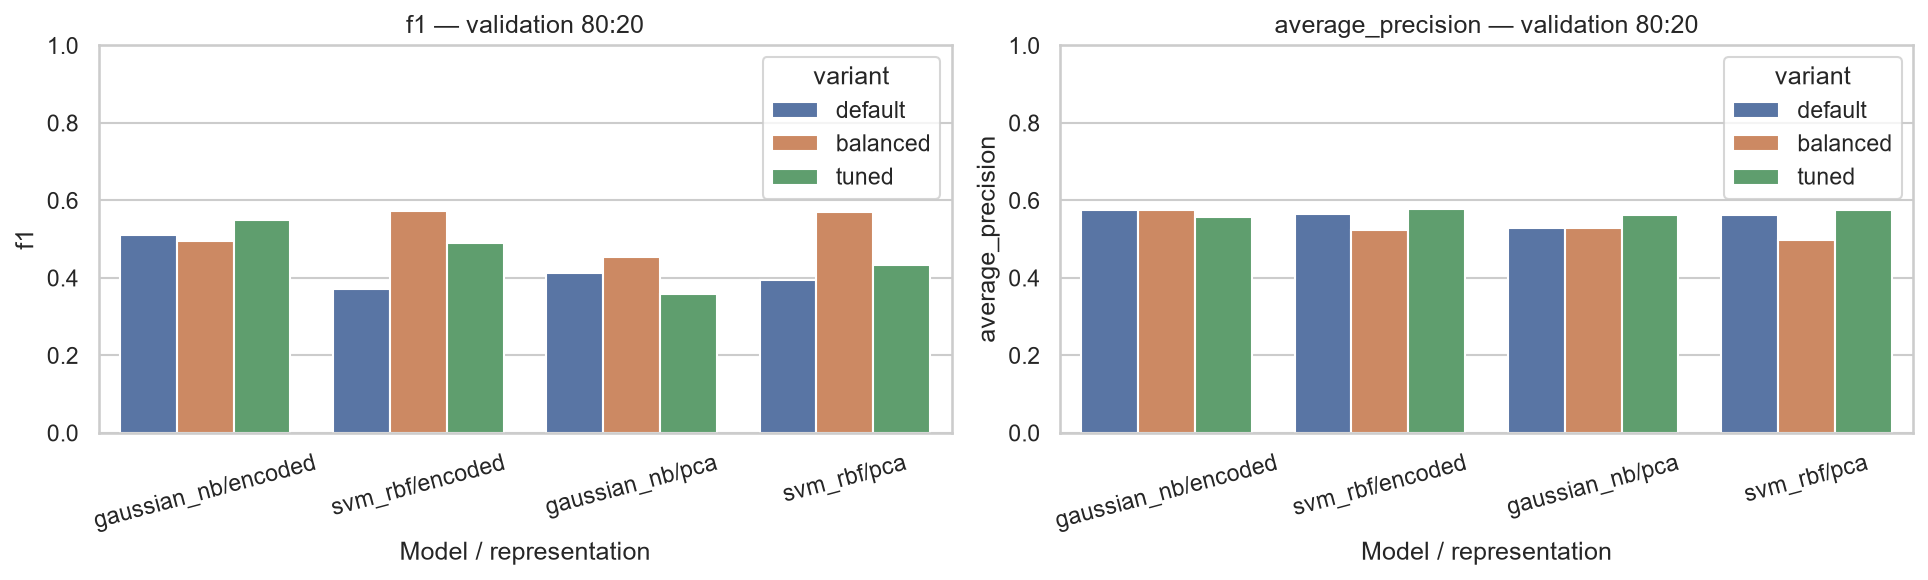 f1 — validation 80:20
f1
1.0
0.8
0.6
0.4
0.2
0.0
variant
default
balanced
tuned
gaussian_nb/encoded
svm_rbf/encoded
gaussian_nb/pca
svm_rbf/pca
Model / representation
average_precision — validation 80:20
average_precision
1.0
0.8
0.6
0.4
0.2
0.0
variant
default
balanced
tuned
gaussian_nb/encoded
svm_rbf/encoded
gaussian_nb/pca
svm_rbf/pca
Model / representation